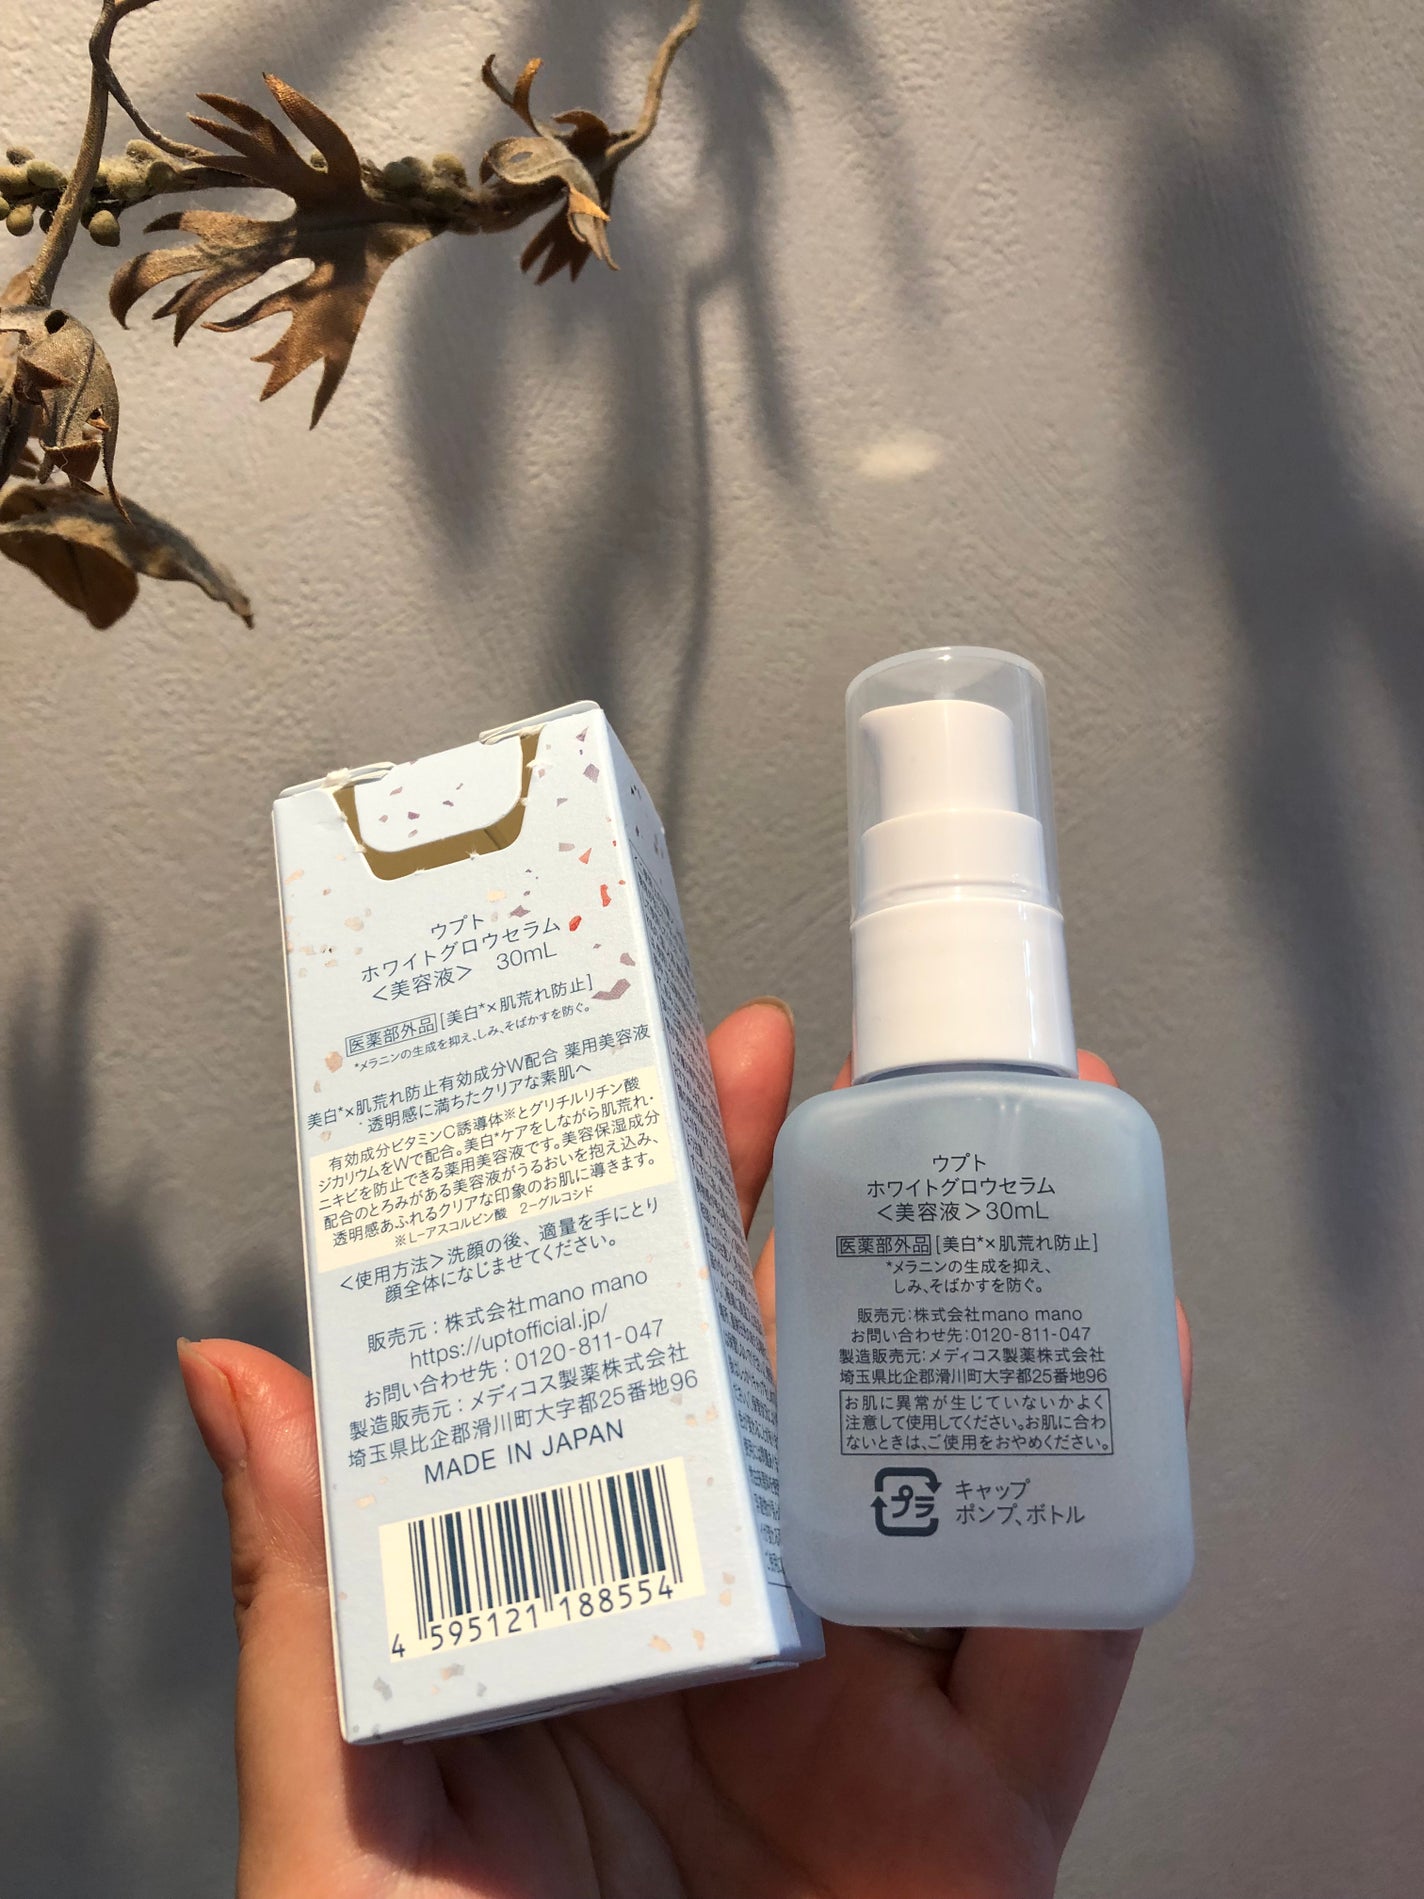 ウプト
ホワイトグロウセラム
<美容液> 30mL
医薬部外品 [美白*×肌荒れ防止]
*メラニンの生成を抑え、しみ、そばかすを防ぐ。
美白*×肌荒れ防止有効成分W配合 薬用美容液
透明感に満ちたクリアな素肌へ
有効成分ビタミンC誘導体※とグリチルリチン酸
ジカリウムをWで配合。美白*ケアをしながら肌荒れ・
ニキビを防止できる薬用美容液です。美容保湿成分
配合のとろみがある美容液がうるおいを抱え込み、
透明感あふれるクリアな印象のお肌に導きます。
※L-アスコルビン酸 2-グルコシド
<使用方法>洗顔の後、適量を手にとり
顔全体になじませてください。
販売元:株式会社mano mano
https://uptofficial.jp/
お問い合わせ先:0120-811-047
製造販売元:メディコス製薬株式会社
埼玉県比企郡滑川町大字都25番地96
MADE IN JAPAN
4 595121 188554
ウプト
ホワイトグロウセラム
<美容液>30mL
医薬部外品 [美白*×肌荒れ防止]
*メラニンの生成を抑え、
しみ、そばかすを防ぐ。
販売元:株式会社mano mano
お問い合わせ先:0120-811-047
製造販売元:メディコス製薬株式会社
埼玉県比企郡滑川町大字都25番地96
お肌に異常が生じていないかよく
注意して使用してください。お肌に合わ
ないときは、ご使用をおやめください。
プラ キャップ
ポンプ、ボトル